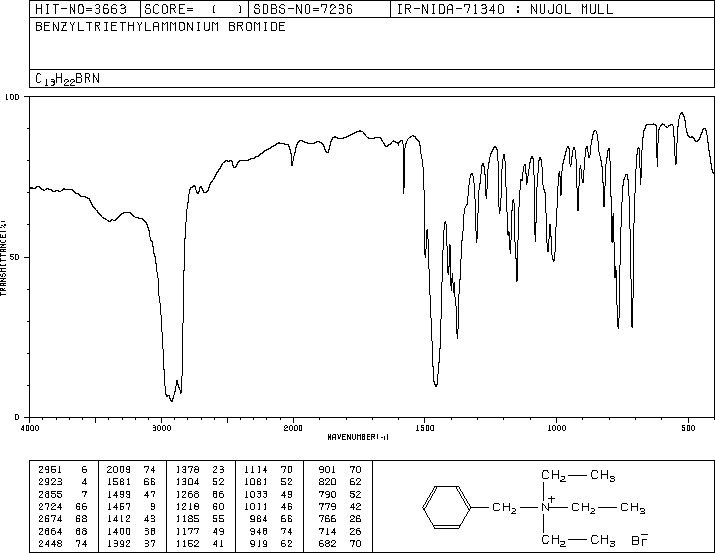 HIT-NO=3663 SCORE= ( ) SDBS-NO=7236 IR-NIDA-71340 : NUJOL MULL
BENZYLTRIETHYLAMMONIUM BROMIDE
C13H22BRN
100
50
0
TRANSMITTANCE(%)
4000 3000 2000 1500 1000 500
WAVENUMBER(-1)
2961 6 2009 74 1378 23 1114 70 901 70
2923 4 1581 66 1304 52 1081 52 820 62
2855 7 1499 47 1268 66 1033 49 790 52
2724 66 1467 9 1218 60 1011 46 779 42
2674 68 1412 43 1185 55 984 66 766 26
2664 66 1400 38 1177 49 948 74 714 26
2448 74 1392 37 1152 41 919 62 682 70
CH2—CH3
CH2—N+—CH2—CH3
CH2—CH3 Br−